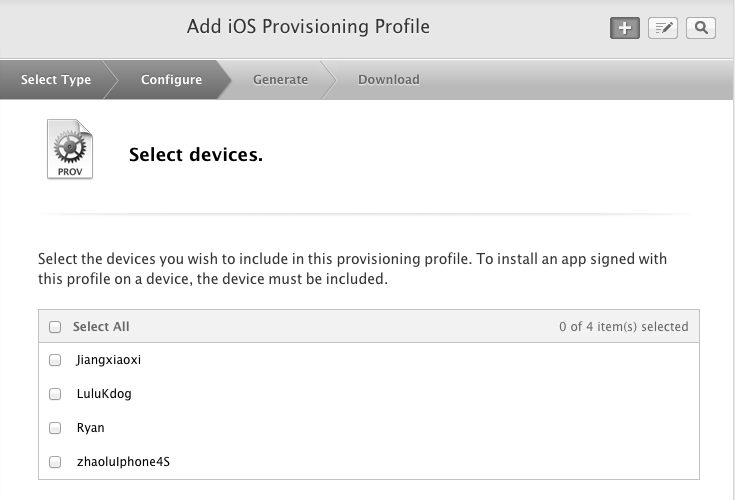 Add iOS Provisioning Profile
Select Type Configure Generate Download
PROV
Select devices.
Select the devices you wish to include in this provisioning profile. To install an app signed with
this profile on a device, the device must be included.
Select All 0 of 4 item(s) selected
Jiangxiaoxi
LuluKdog
Ryan
zhaoluIphone4S